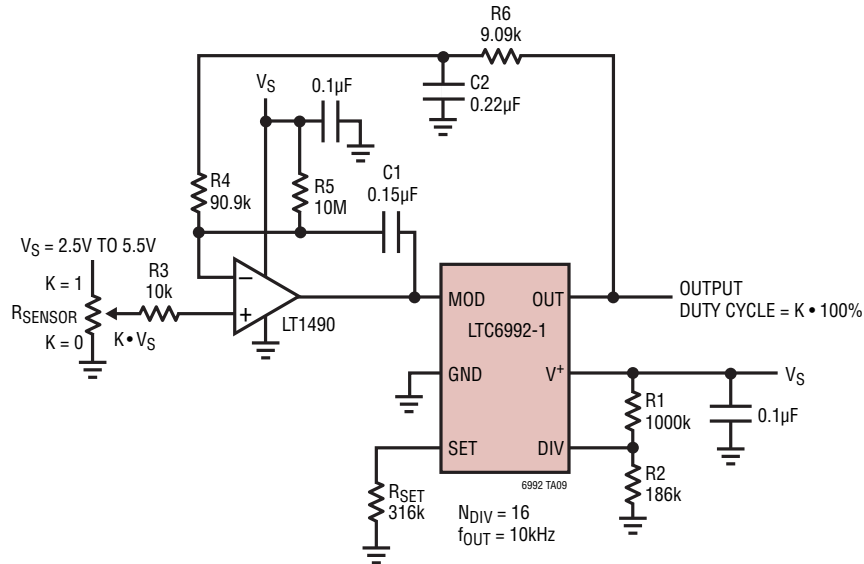 R6
9.09k
C2
0.22µF
VS
0.1µF
R4
90.9k
R5
10M
C1
0.15µF
VS = 2.5V TO 5.5V
K = 1
RSENSOR
K = 0
R3
10k
K • VS
−
+
LT1490
MOD
OUT
LTC6992-1
GND
V+
SET
DIV
OUTPUT
DUTY CYCLE = K • 100%
VS
R1
1000k
0.1µF
R2
186k
6992 TA09
RSET
316k
NDIV = 16
fOUT = 10kHz